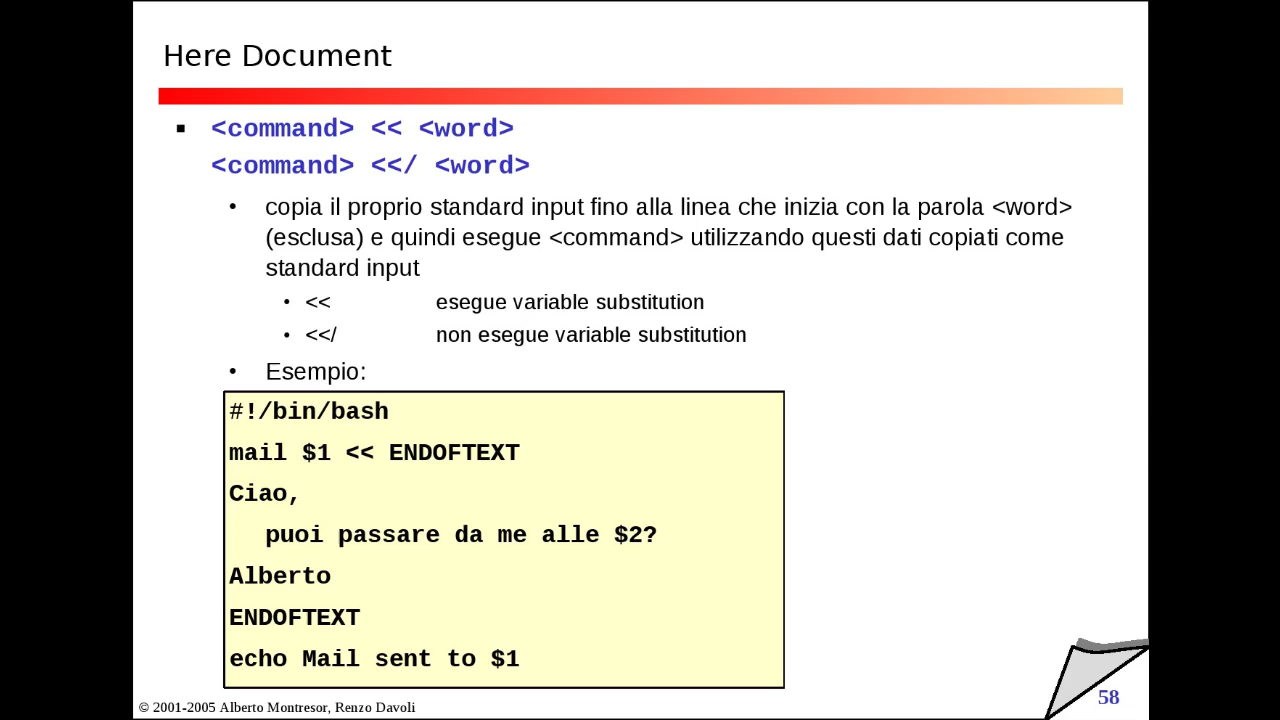 Here Document
<command> << <word>
<command> <</ <word>
copia il proprio standard input fino alla linea che inizia con la parola <word>
(esclusa) e quindi esegue <command> utilizzando questi dati copiati come
standard input
<< esegue variable substitution
<</ non esegue variable substitution
Esempio:
#!/bin/bash
mail $1 << ENDOFTEXT
Ciao,
puoi passare da me alle $2?
Alberto
ENDOFTEXT
echo Mail sent to $1
© 2001-2005 Alberto Montresor, Renzo Davoli
58